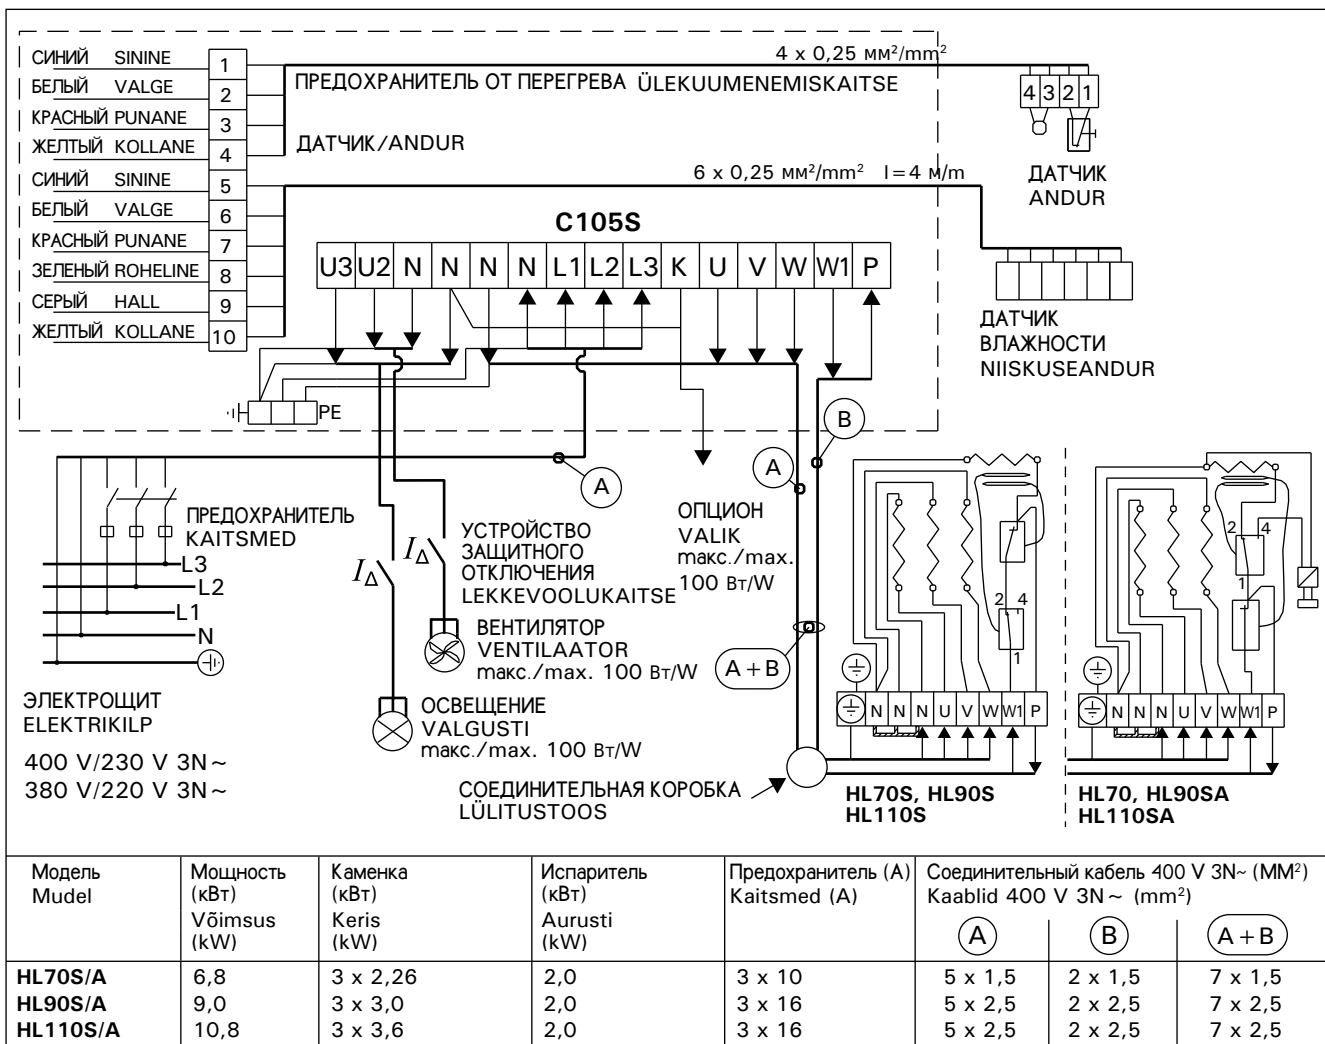 СИНИЙ SININE 1
БЕЛЫЙ VALGE 2
КРАСНЫЙ PUNANE 3
ЖЕЛТЫЙ KOLLANE 4
СИНИЙ SININE 5
БЕЛЫЙ VALGE 6
КРАСНЫЙ PUNANE 7
ЗЕЛЕНЫЙ ROHELINE 8
СЕРЫЙ HALL 9
ЖЕЛТЫЙ KOLLANE 10
4 x 0,25 мм²/mm²
ПРЕДОХРАНИТЕЛЬ ОТ ПЕРЕГРЕВА ÜLEKUUMENEMISKAITSE
ДАТЧИК/ANDUR
6 x 0,25 мм²/mm² l=4 м/m
4 3 2 1
ДАТЧИК
ANDUR
C105S
U3 U2 N N N N L1 L2 L3 K U V W W1 P
ДАТЧИК
ВЛАЖНОСТИ
NIISKUSEANDUR
PE
B
A
A
ПРЕДОХРАНИТЕЛЬ
KAITSMED
L3
L2
L1
N
ЭЛЕКТРОЩИТ
ELEKTRIKILP
400 V/230 V 3N~
380 V/220 V 3N~
IΔ
IΔ
УСТРОЙСТВО
ЗАЩИТНОГО
ОТКЛЮЧЕНИЯ
LEKKEVOOLUKAITSE
ВЕНТИЛЯТОР
VENTILAATOR
макс./max. 100 Вт/W
ОСВЕЩЕНИЕ
VALGUSTI
макс./max. 100 Вт/W
ОПЦИОН
VALIK
макс./max.
100 Вт/W
A+B
СОЕДИНИТЕЛЬНАЯ КОРОБКА
LÜLITUSTOOS
2 4
1
N N N U V W W1 P
HL70S, HL90S
HL110S
2 4
1
N N N U V W W1 P
HL70, HL90SA
HL110SA
Модель Мощность Каменка Испаритель Предохранитель (A) Соединительный кабель 400 V 3N~ (ММ²)
Mudel (кВт) (кВт) (кВт) Kaitsmed (A) Kaablid 400 V 3N~ (mm²)
Võimsus Keris Aurusti
(kW) (kW) (kW) A B A+B
HL70S/A 6,8 3 x 2,26 2,0 3 x 10 5 x 1,5 2 x 1,5 7 x 1,5
HL90S/A 9,0 3 x 3,0 2,0 3 x 16 5 x 2,5 2 x 2,5 7 x 2,5
HL110S/A 10,8 3 x 3,6 2,0 3 x 16 5 x 2,5 2 x 2,5 7 x 2,5